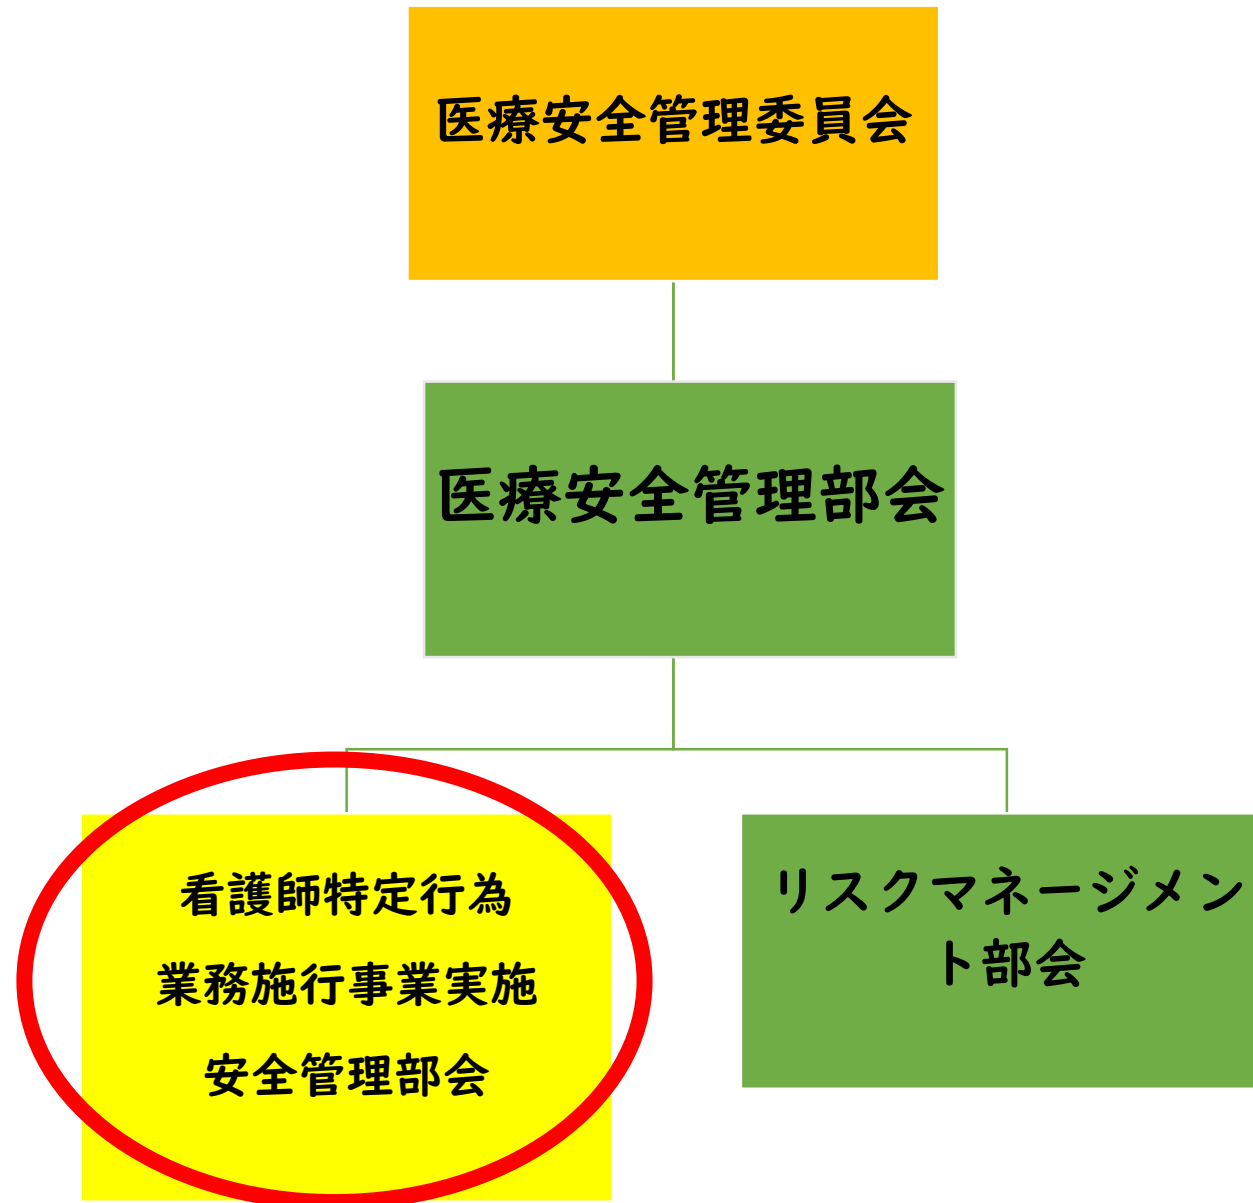 医療安全管理委員会
医療安全管理部会
看護師特定行為
業務施行事業実施
安全管理部会
リスクマネージメン
ト部会